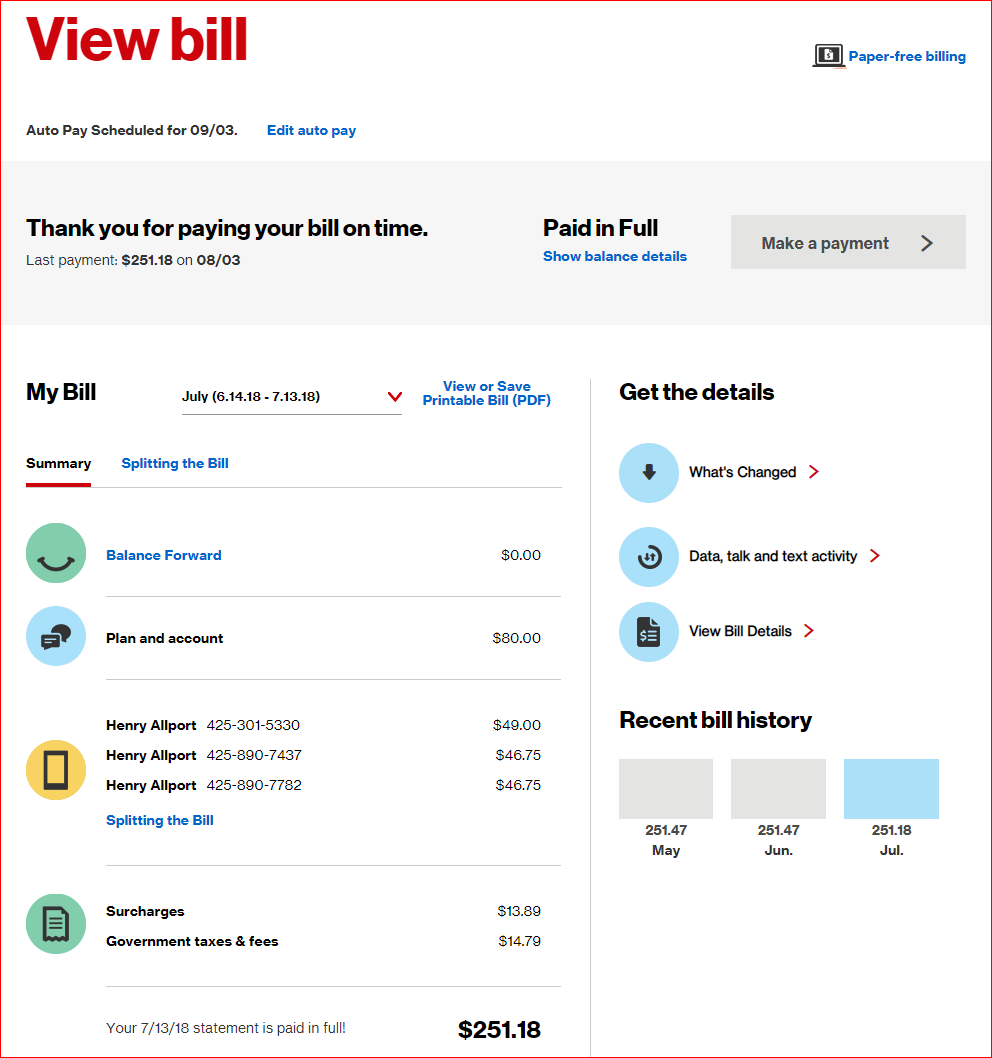 View bill
Paper-free billing
Auto Pay Scheduled for 09/03. Edit auto pay
Thank you for paying your bill on time.
Last payment: $251.18 on 08/03
Paid in Full
Show balance details
Make a payment
My Bill
July (6.14.18 - 7.13.18)
View or Save
Printable Bill (PDF)
Summary Splitting the Bill
Balance Forward $0.00
Plan and account $80.00
Henry Allport 425-301-5330 $49.00
Henry Allport 425-890-7437 $46.75
Henry Allport 425-890-7782 $46.75
Splitting the Bill
Surcharges $13.89
Government taxes & fees $14.79
Your 7/13/18 statement is paid in full! $251.18
Get the details
What's Changed
Data, talk and text activity
View Bill Details
Recent bill history
251.47 251.47 251.18
May Jun. Jul.